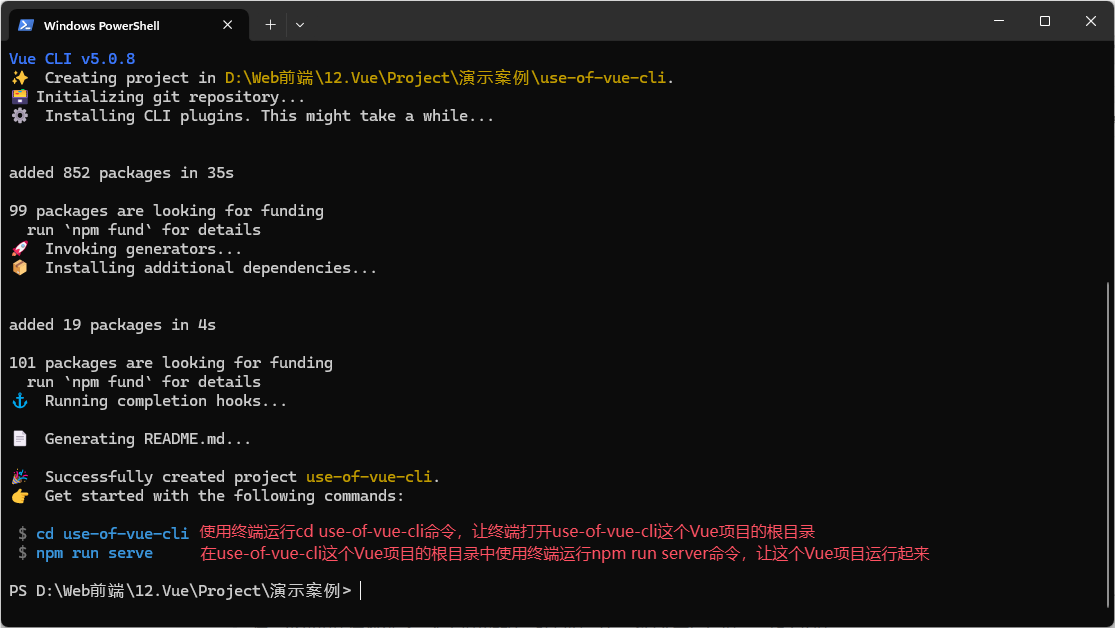 Windows PowerShell
Vue CLI v5.0.8
✨ Creating project in D:\Web前端\12.Vue\Project\演示案例\use-of-vue-cli.
🗃 Initializing git repository...
⚙ Installing CLI plugins. This might take a while...
added 852 packages in 35s
99 packages are looking for funding
run `npm fund` for details
🚀 Invoking generators...
📦 Installing additional dependencies...
added 19 packages in 4s
101 packages are looking for funding
run `npm fund` for details
⚓ Running completion hooks...
📄 Generating README.md...
🎉 Successfully created project use-of-vue-cli.
👉 Get started with the following commands:
$ cd use-of-vue-cli 使用终端运行cd use-of-vue-cli命令，让终端打开use-of-vue-cli这个Vue项目的根目录
$ npm run serve 在use-of-vue-cli这个Vue项目的根目录中使用终端运行npm run server命令，让这个Vue项目运行起来
PS D:\Web前端\12.Vue\Project\演示案例>